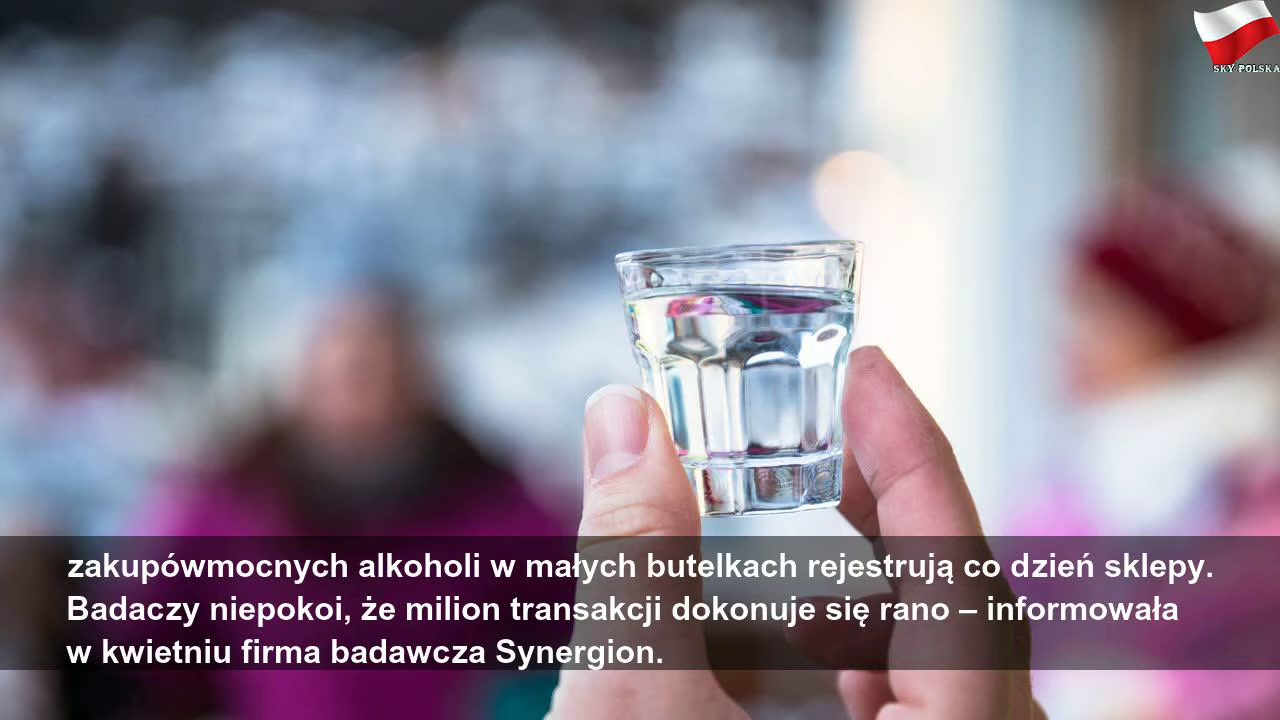 SKY POLSKA
zakupówmocnych alkoholi w małych butelkach rejestrują co dzień sklepy.
Badaczy niepokoi, że milion transakcji dokonuje się rano – informowała
w kwietniu firma badawcza Synergion.